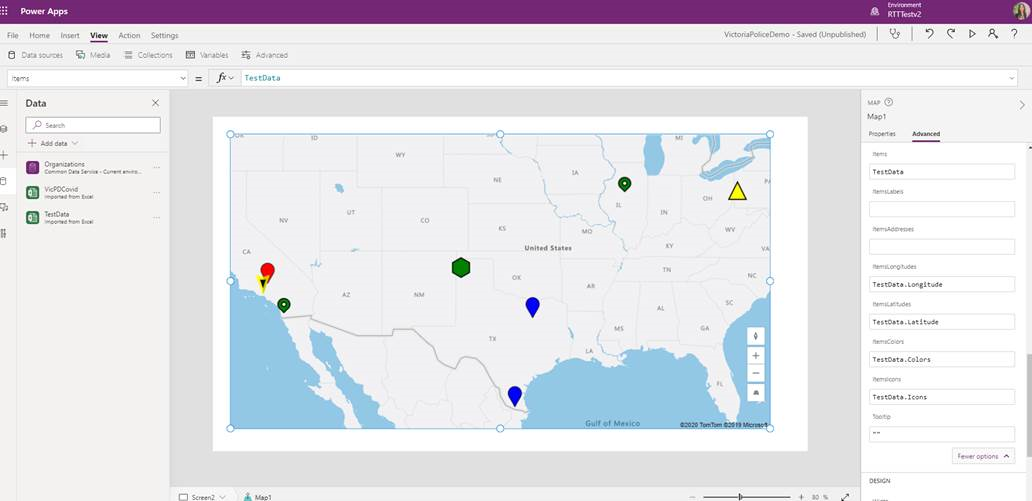 Power Apps
Environment
RTTTestv2
File Home Insert View Action Settings
VictoriaPoliceDemo - Saved (Unpublished)
Data sources Media Collections Variables Advanced
Items = fx TestData
Data
Search
Add data
Organizations
Common Data Service - Current enviro...
VicPDCovid
Imported from Excel
TestData
Imported from Excel
OR ID WY MI
NE IA
NV UT CO IL IN OH PA
KS MO WV
United States KY VA
CA
OK TN NC
AZ NM AR
SC
MS AL GA
TX
LA
FL
Gulf of Mexico
©2020 TomTom ©2019 Microsoft
MAP
Map1
Properties Advanced
Items
TestData
ItemsLabels
ItemsAddresses
ItemsLongitudes
TestData.Longitude
ItemsLatitudes
TestData.Latitude
ItemsColors
TestData.Colors
ItemsIcons
TestData.Icons
Tooltip
""
Fewer options
DESIGN
Screen2 Map1
80 %